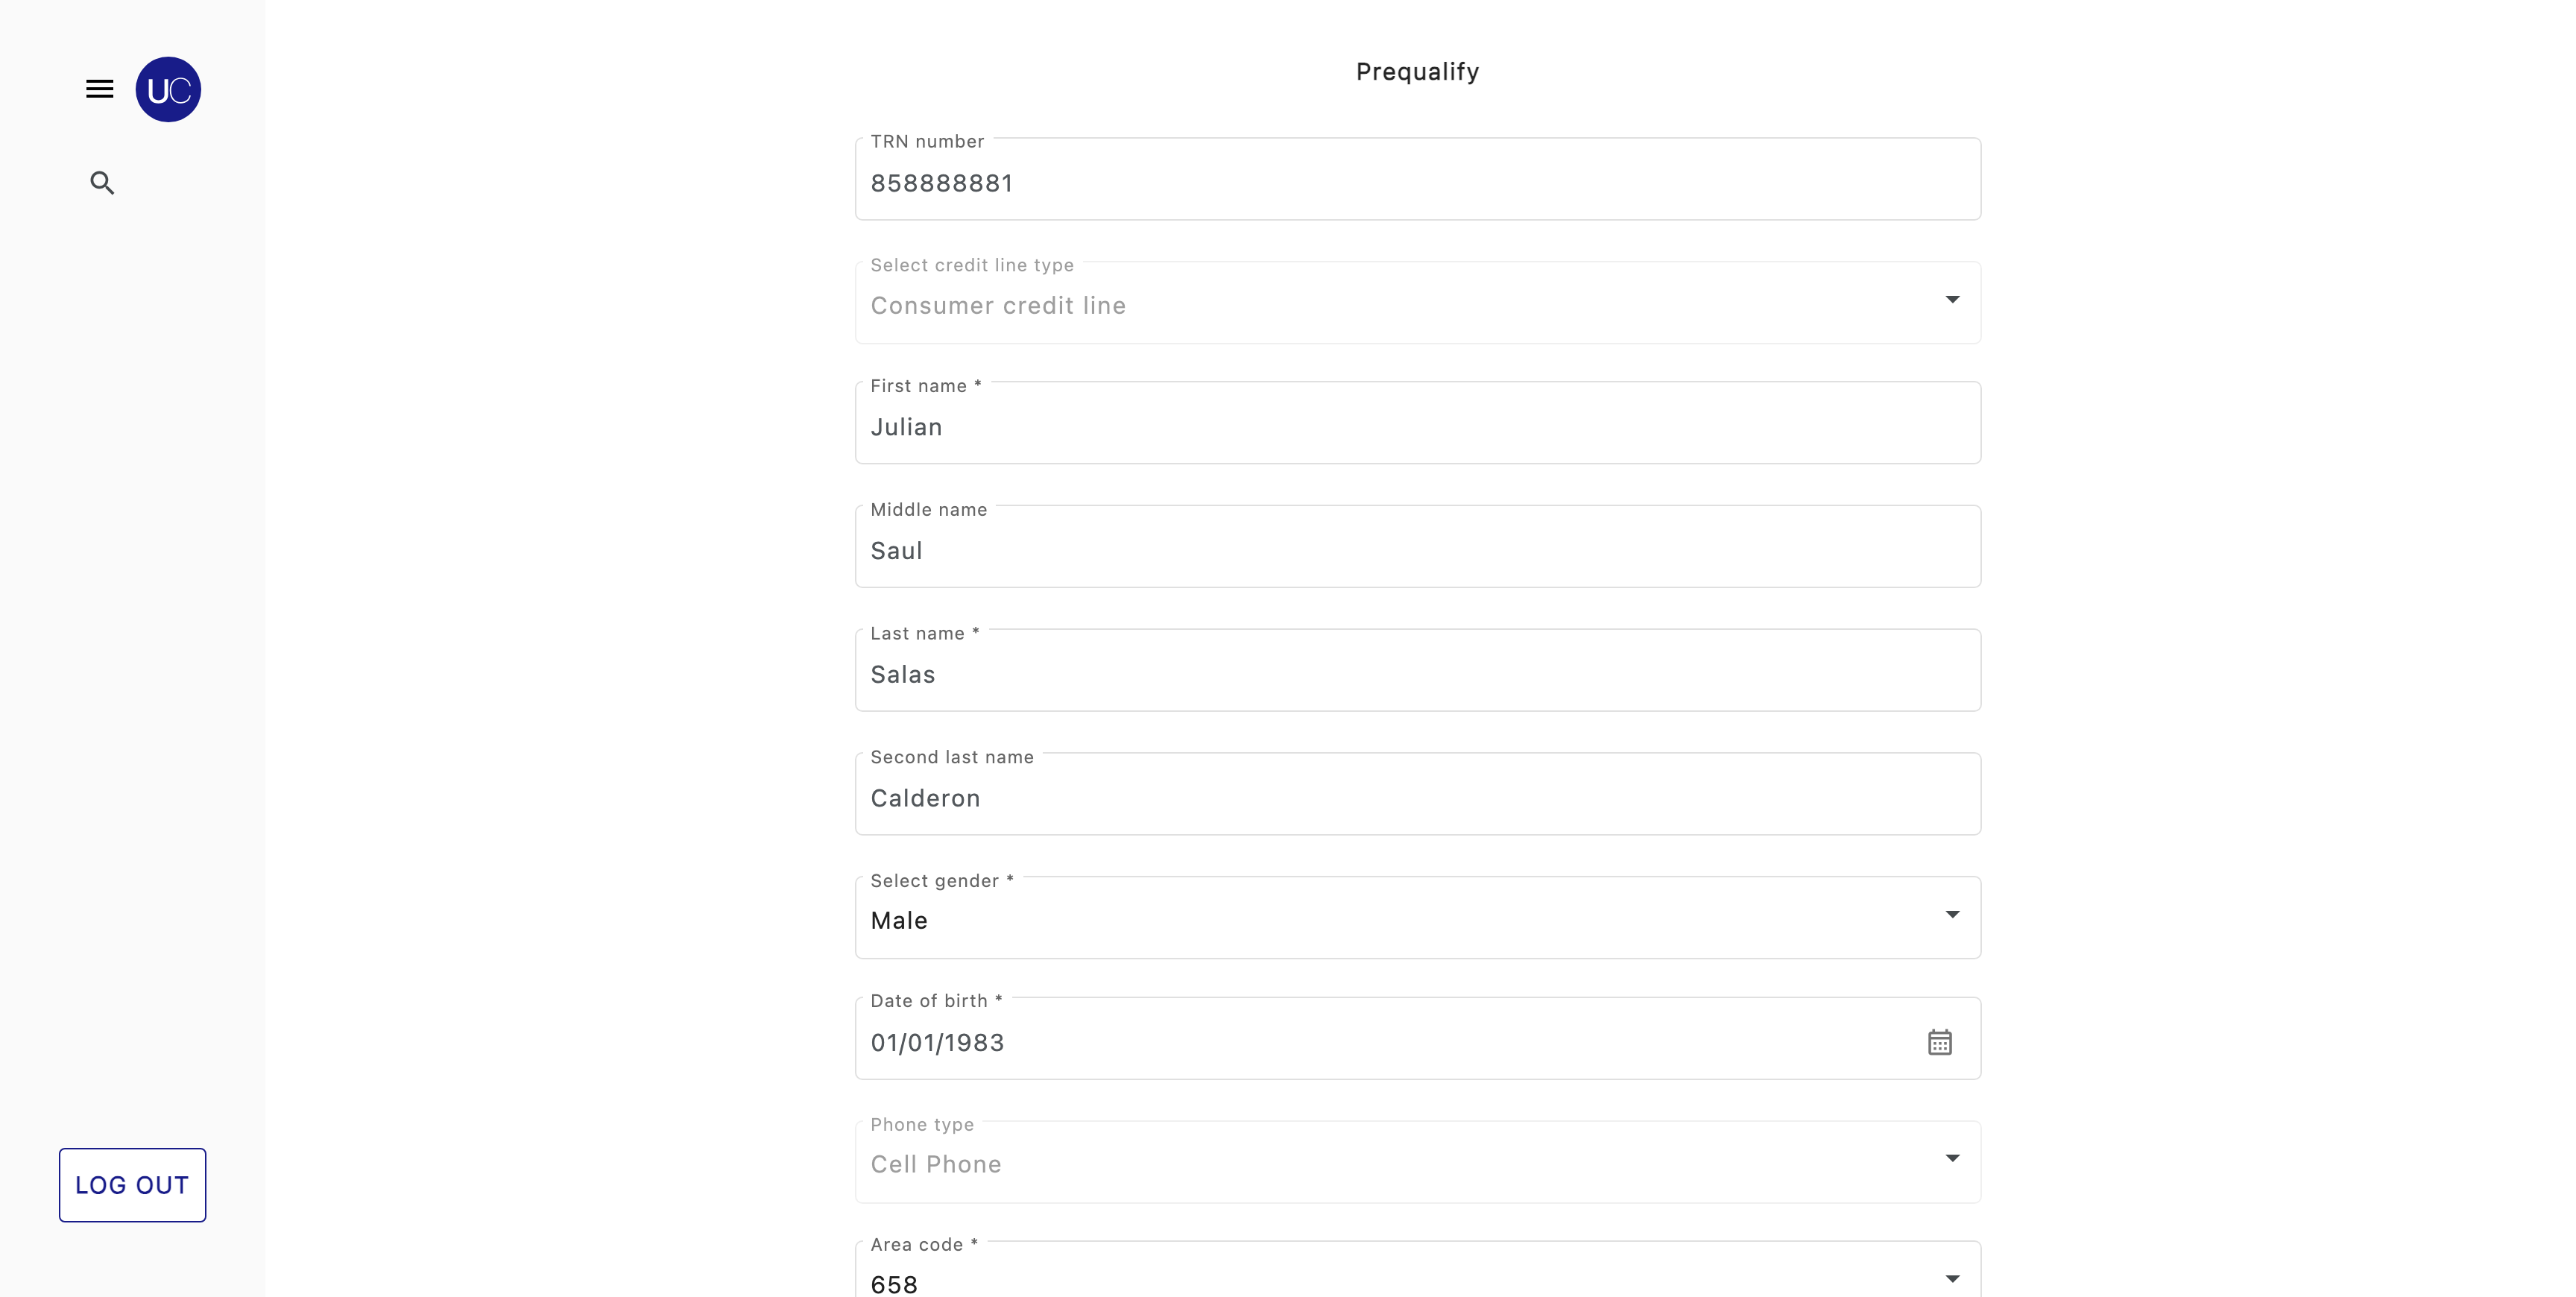 UC
Prequalify
TRN number
858888881
Select credit line type
Consumer credit line
First name *
Julian
Middle name
Saul
Last name *
Salas
Second last name
Calderon
Select gender *
Male
Date of birth *
01/01/1983
Phone type
Cell Phone
LOG OUT
Area code *
658